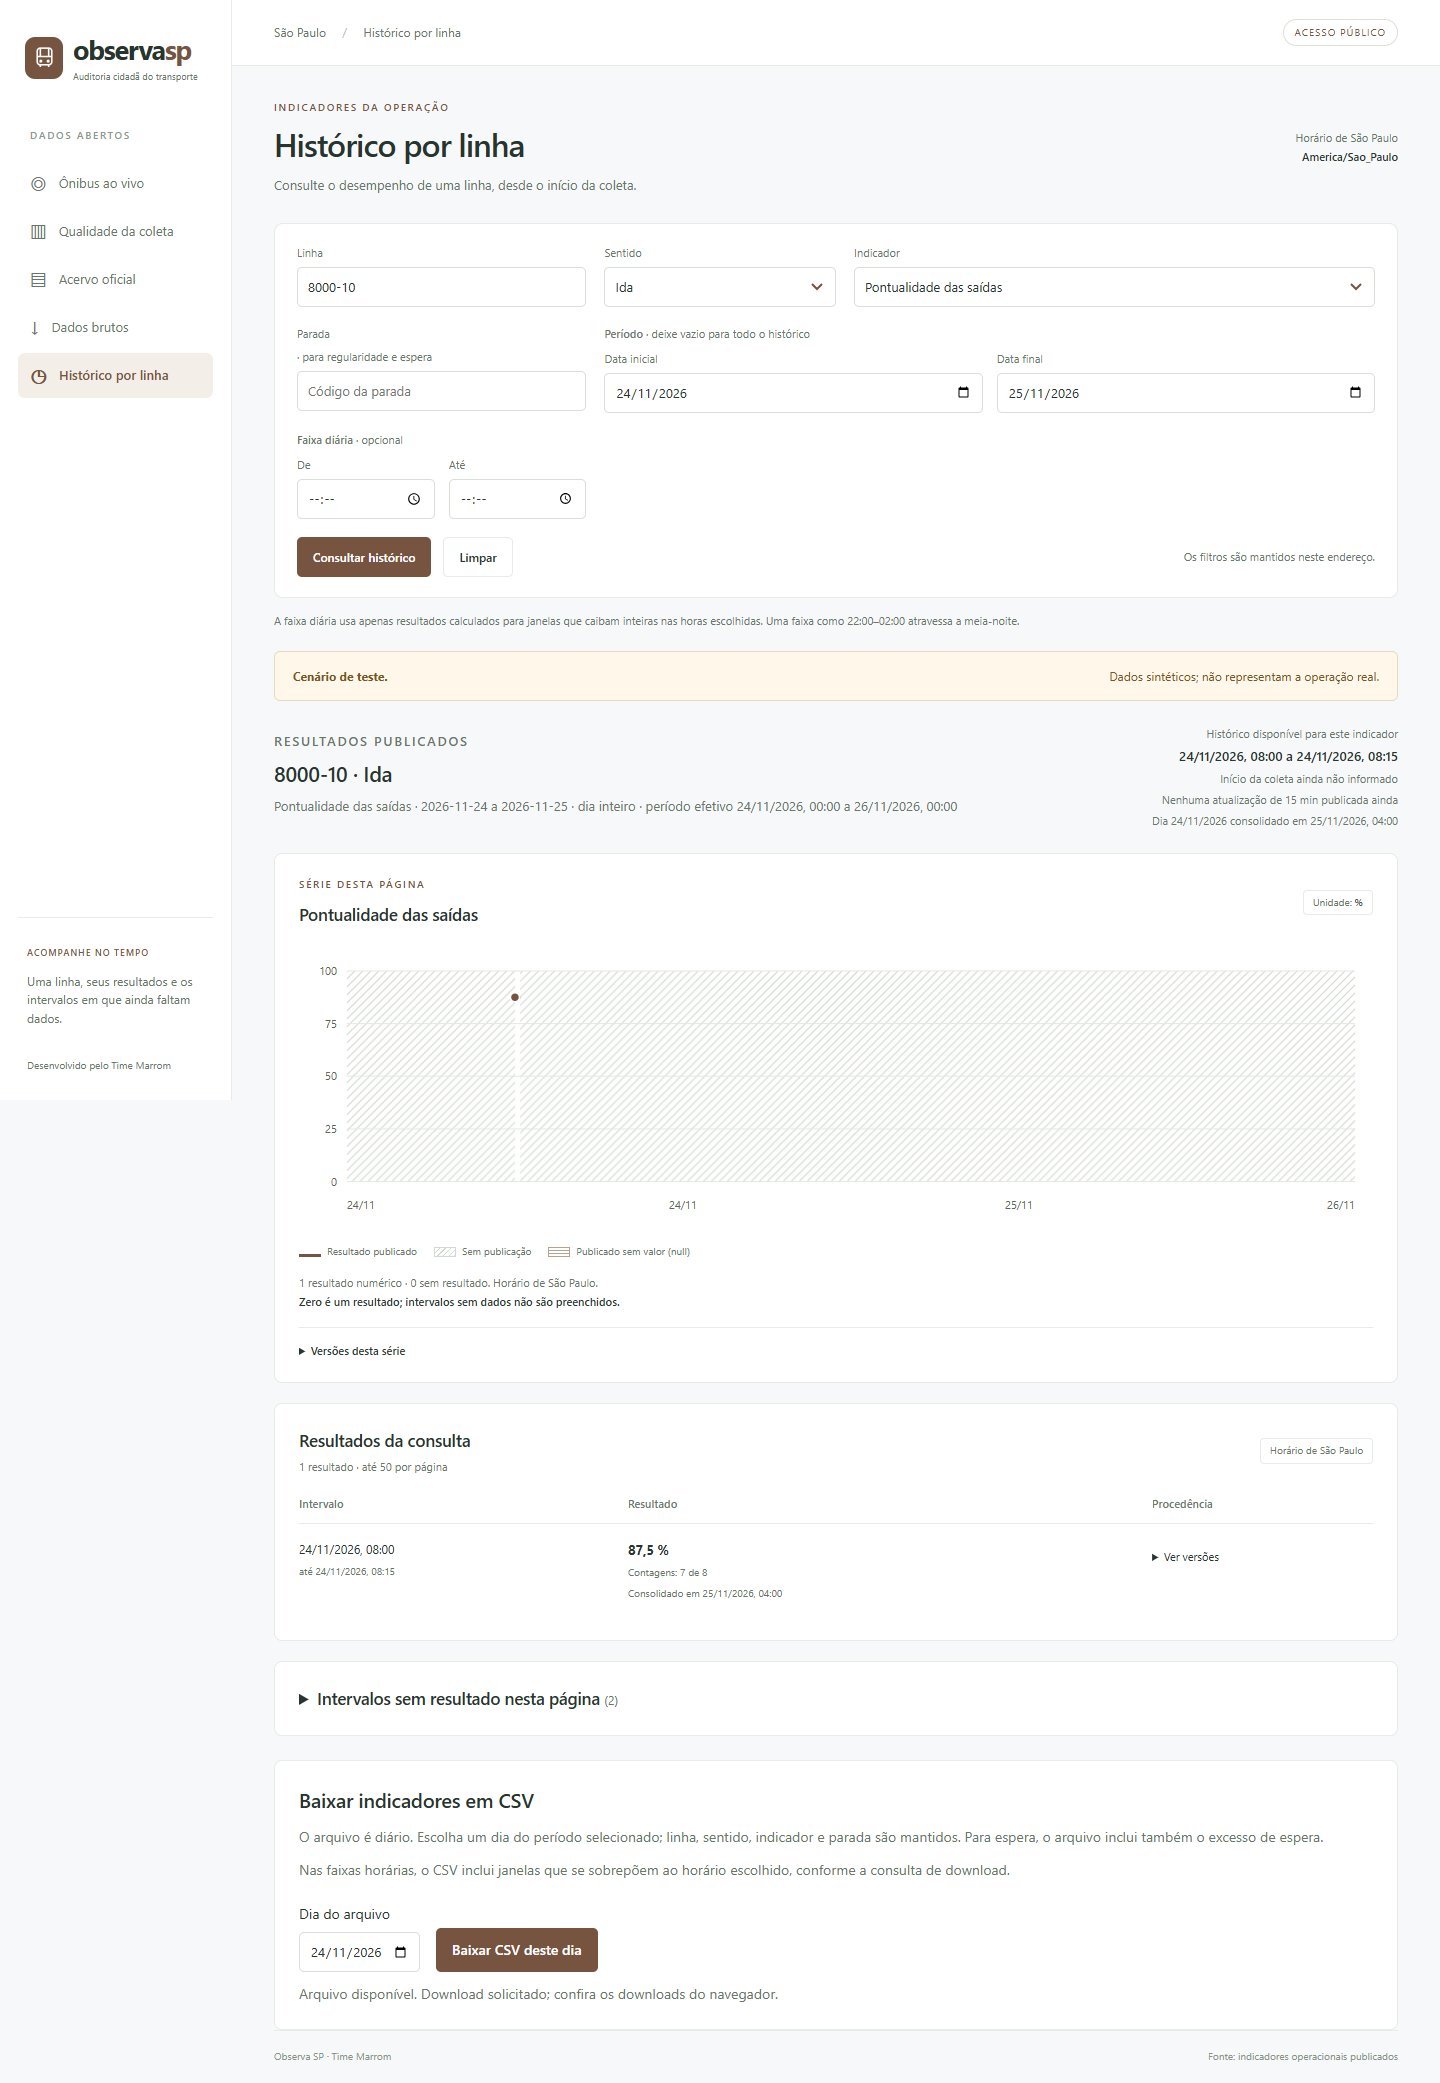 observasp
Auditoria cidadã do transporte
DADOS ABERTOS
Ônibus ao vivo
Qualidade da coleta
Acervo oficial
Dados brutos
Histórico por linha
ACOMPANHE NO TEMPO
Uma linha, seus resultados e os
intervalos em que ainda faltam
dados.
Desenvolvido pelo Time Marrom
São Paulo / Histórico por linha
ACESSO PÚBLICO
INDICADORES DA OPERAÇÃO
Histórico por linha
Consulte o desempenho de uma linha, desde o início da coleta.
Horário de São Paulo
America/Sao_Paulo
Linha
8000-10
Sentido
Ida
Indicador
Pontualidade das saídas
Parada
· para regularidade e espera
Código da parada
Período · deixe vazio para todo o histórico
Data inicial
24/11/2026
Data final
25/11/2026
Faixa diária · opcional
De
--:--
Até
--:--
Consultar histórico
Limpar
Os filtros são mantidos neste endereço.
A faixa diária usa apenas resultados calculados para janelas que caibam inteiras nas horas escolhidas. Uma faixa como 22:00–02:00 atravessa a meia-noite.
Cenário de teste.
Dados sintéticos; não representam a operação real.
RESULTADOS PUBLICADOS
8000-10 · Ida
Pontualidade das saídas · 2026-11-24 a 2026-11-25 · dia inteiro · período efetivo 24/11/2026, 00:00 a 26/11/2026, 00:00
Histórico disponível para este indicador
24/11/2026, 08:00 a 24/11/2026, 08:15
Início da coleta ainda não informado
Nenhuma atualização de 15 min publicada ainda
Dia 24/11/2026 consolidado em 25/11/2026, 04:00
SÉRIE DESTA PÁGINA
Pontualidade das saídas
Unidade: %
100
75
50
25
0
24/11 24/11 25/11 26/11
Resultado publicado Sem publicação Publicado sem valor (null)
1 resultado numérico · 0 sem resultado. Horário de São Paulo.
Zero é um resultado; intervalos sem dados não são preenchidos.
Versões desta série
Resultados da consulta
1 resultado · até 50 por página
Horário de São Paulo
Intervalo Resultado Procedência
24/11/2026, 08:00
até 24/11/2026, 08:15
87,5 %
Contagens: 7 de 8
Consolidado em 25/11/2026, 04:00
Ver versões
Intervalos sem resultado nesta página (2)
Baixar indicadores em CSV
O arquivo é diário. Escolha um dia do período selecionado; linha, sentido, indicador e parada são mantidos. Para espera, o arquivo inclui também o excesso de espera.
Nas faixas horárias, o CSV inclui janelas que se sobrepõem ao horário escolhido, conforme a consulta de download.
Dia do arquivo
24/11/2026
Baixar CSV deste dia
Arquivo disponível. Download solicitado; confira os downloads do navegador.
Observa SP · Time Marrom
Fonte: indicadores operacionais publicados